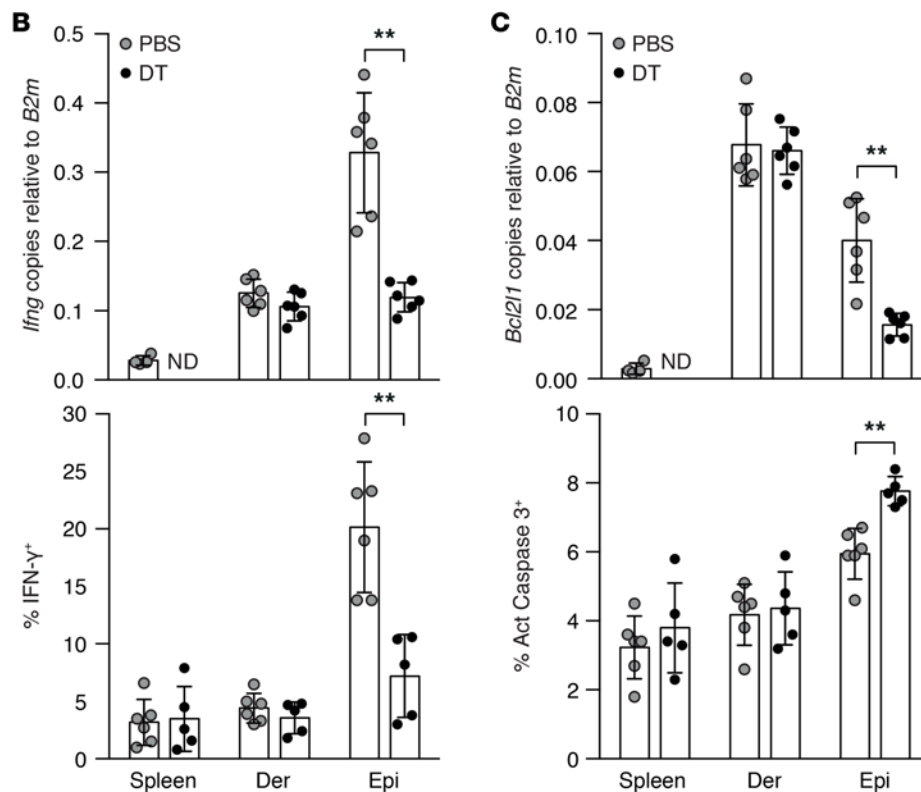 B
Ifng copies relative to B2m
0.5
0.4
0.3
0.2
0.1
0.0
PBS
DT
**
ND
C
Bcl2l1 copies relative to B2m
0.10
0.08
0.06
0.04
0.02
0.00
PBS
DT
**
ND
% IFN-γ+
30
25
20
15
10
5
0
**
Spleen Der Epi
% Act Caspase 3+
10
8
6
4
2
0
**
Spleen Der Epi